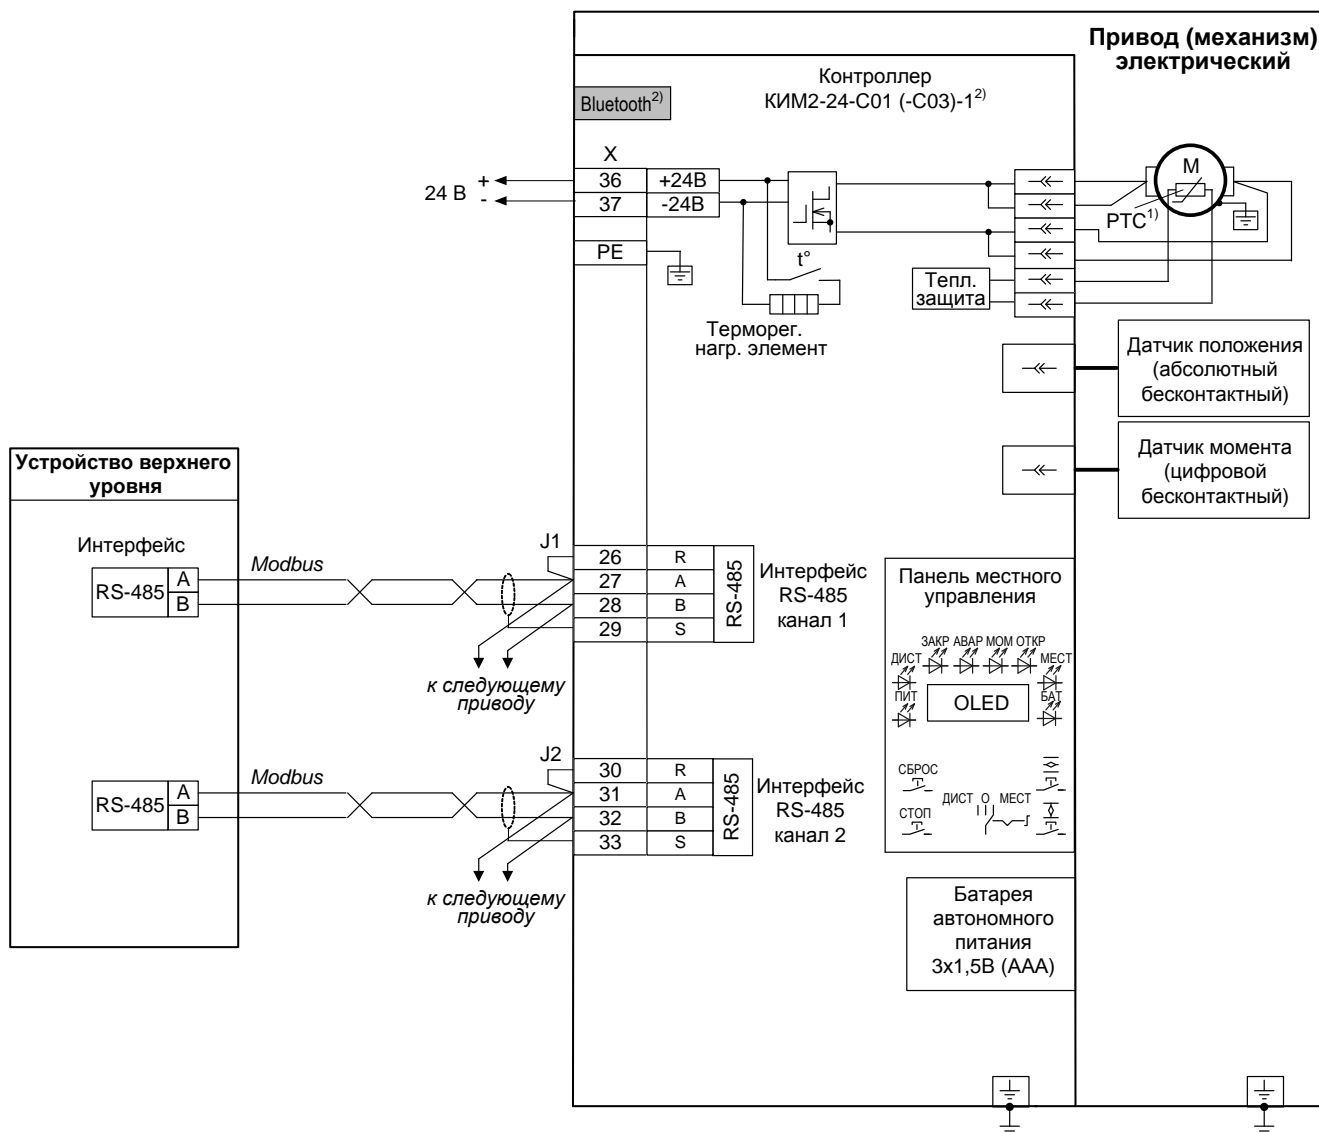 Привод (механизм)
электрический
Контроллер
КИМ2-24-С01 (-С03)-1²⁾
Bluetooth²⁾
X
24 В
+
-
36 +24В
37 -24В
PE
t°
Терморег.
нагр. элемент
Тепл.
защита
M
PTC¹⁾
Датчик положения
(абсолютный
бесконтактный)
Датчик момента
(цифровой
бесконтактный)
Устройство верхнего
уровня
Интерфейс
RS-485
A
B
Modbus
J1
26 R
27 A
28 B
29 S
RS-485
Интерфейс
RS-485
канал 1
к следующему
приводу
RS-485
A
B
Modbus
J2
30 R
31 A
32 B
33 S
RS-485
Интерфейс
RS-485
канал 2
к следующему
приводу
Панель местного
управления
ЗАКР АВАР МОМ ОТКР
ДИСТ МЕСТ
ПИТ БАТ
OLED
СБРОС
ДИСТ О МЕСТ
СТОП
Батарея
автономного
питания
3х1,5В (ААА)